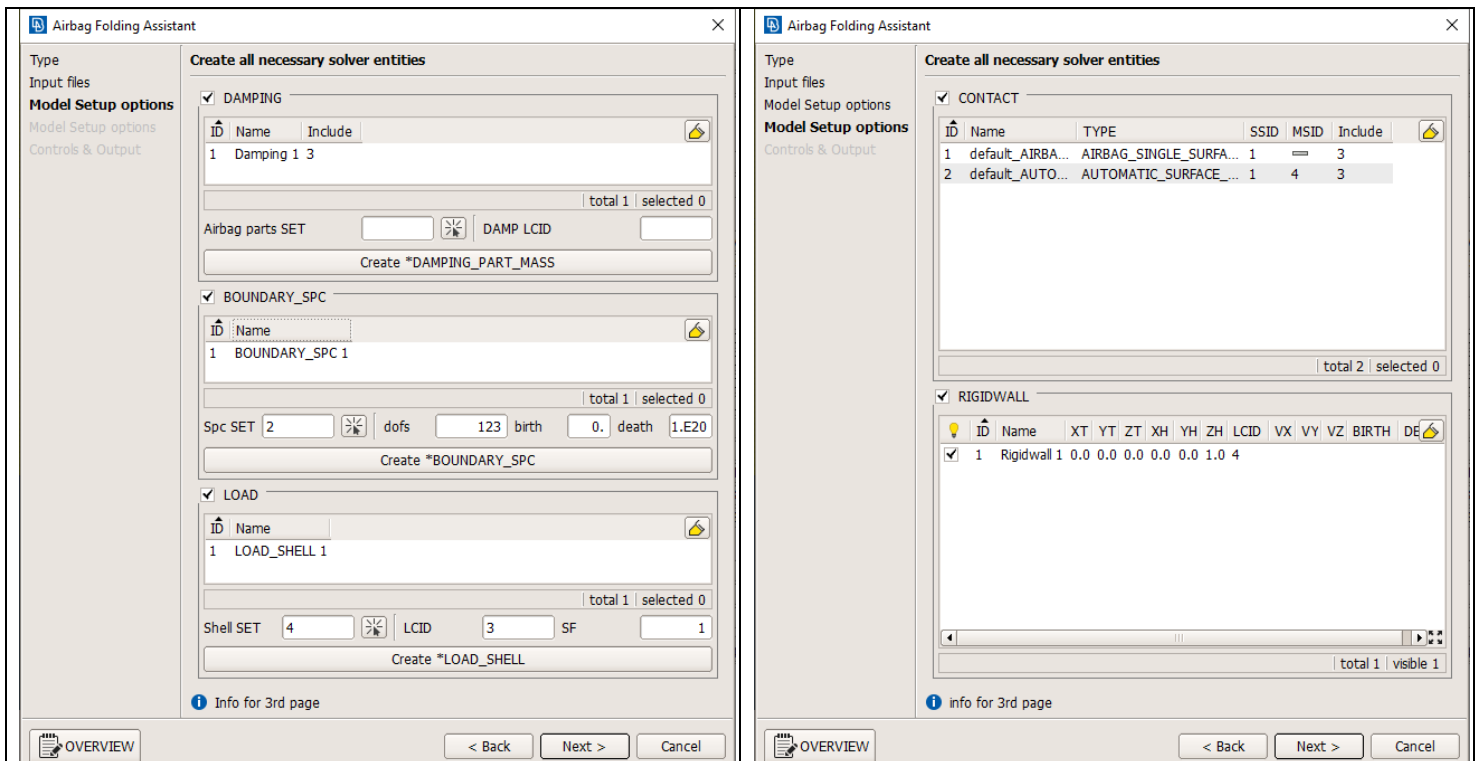 Airbag Folding Assistant
Type
Input files
Model Setup options
Model Setup options
Controls & Output
Create all necessary solver entities
DAMPING
ID Name Include
1 Damping 1 3
total 1 selected 0
Airbag parts SET DAMP LCID
Create *DAMPING_PART_MASS
BOUNDARY_SPC
ID Name
1 BOUNDARY_SPC 1
total 1 selected 0
Spc SET 2 dofs 123 birth 0. death 1.E20
Create *BOUNDARY_SPC
LOAD
ID Name
1 LOAD_SHELL 1
total 1 selected 0
Shell SET 4 LCID 3 SF 1
Create *LOAD_SHELL
Info for 3rd page
OVERVIEW < Back Next > Cancel
Airbag Folding Assistant
Type
Input files
Model Setup options
Model Setup options
Controls & Output
Create all necessary solver entities
CONTACT
ID Name TYPE SSID MSID Include
1 default_AIRBA... AIRBAG_SINGLE_SURFA... 1 3
2 default_AUTO... AUTOMATIC_SURFACE_... 1 4 3
total 2 selected 0
RIGIDWALL
ID Name XT YT ZT XH YH ZH LCID VX VY VZ BIRTH DE
1 Rigidwall 1 0.0 0.0 0.0 0.0 0.0 1.0 4
total 1 visible 1
info for 3rd page
OVERVIEW < Back Next > Cancel